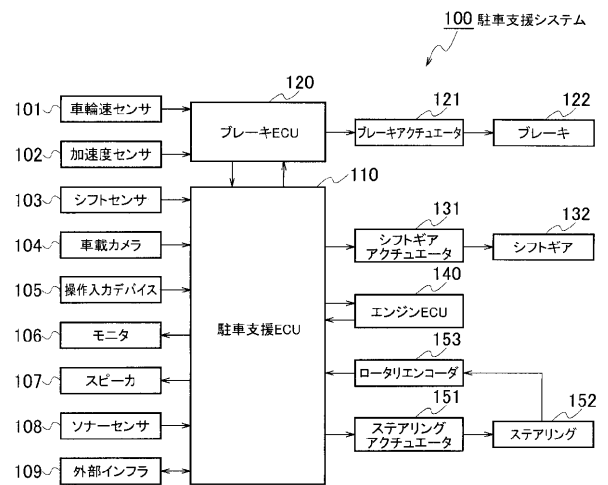 100 駐車支援システム
120
101 車輪速センサ
ブレーキECU
121
ブレーキアクチュエータ
122
ブレーキ
102 加速度センサ
110
103 シフトセンサ
131
シフトギア
アクチュエータ
132
シフトギア
104 車載カメラ
140
エンジンECU
105 操作入力デバイス
駐車支援ECU
106 モニタ
153
ロータリエンコーダ
107 スピーカ
151
ステアリング
アクチュエータ
152
ステアリング
108 ソナーセンサ
109 外部インフラ